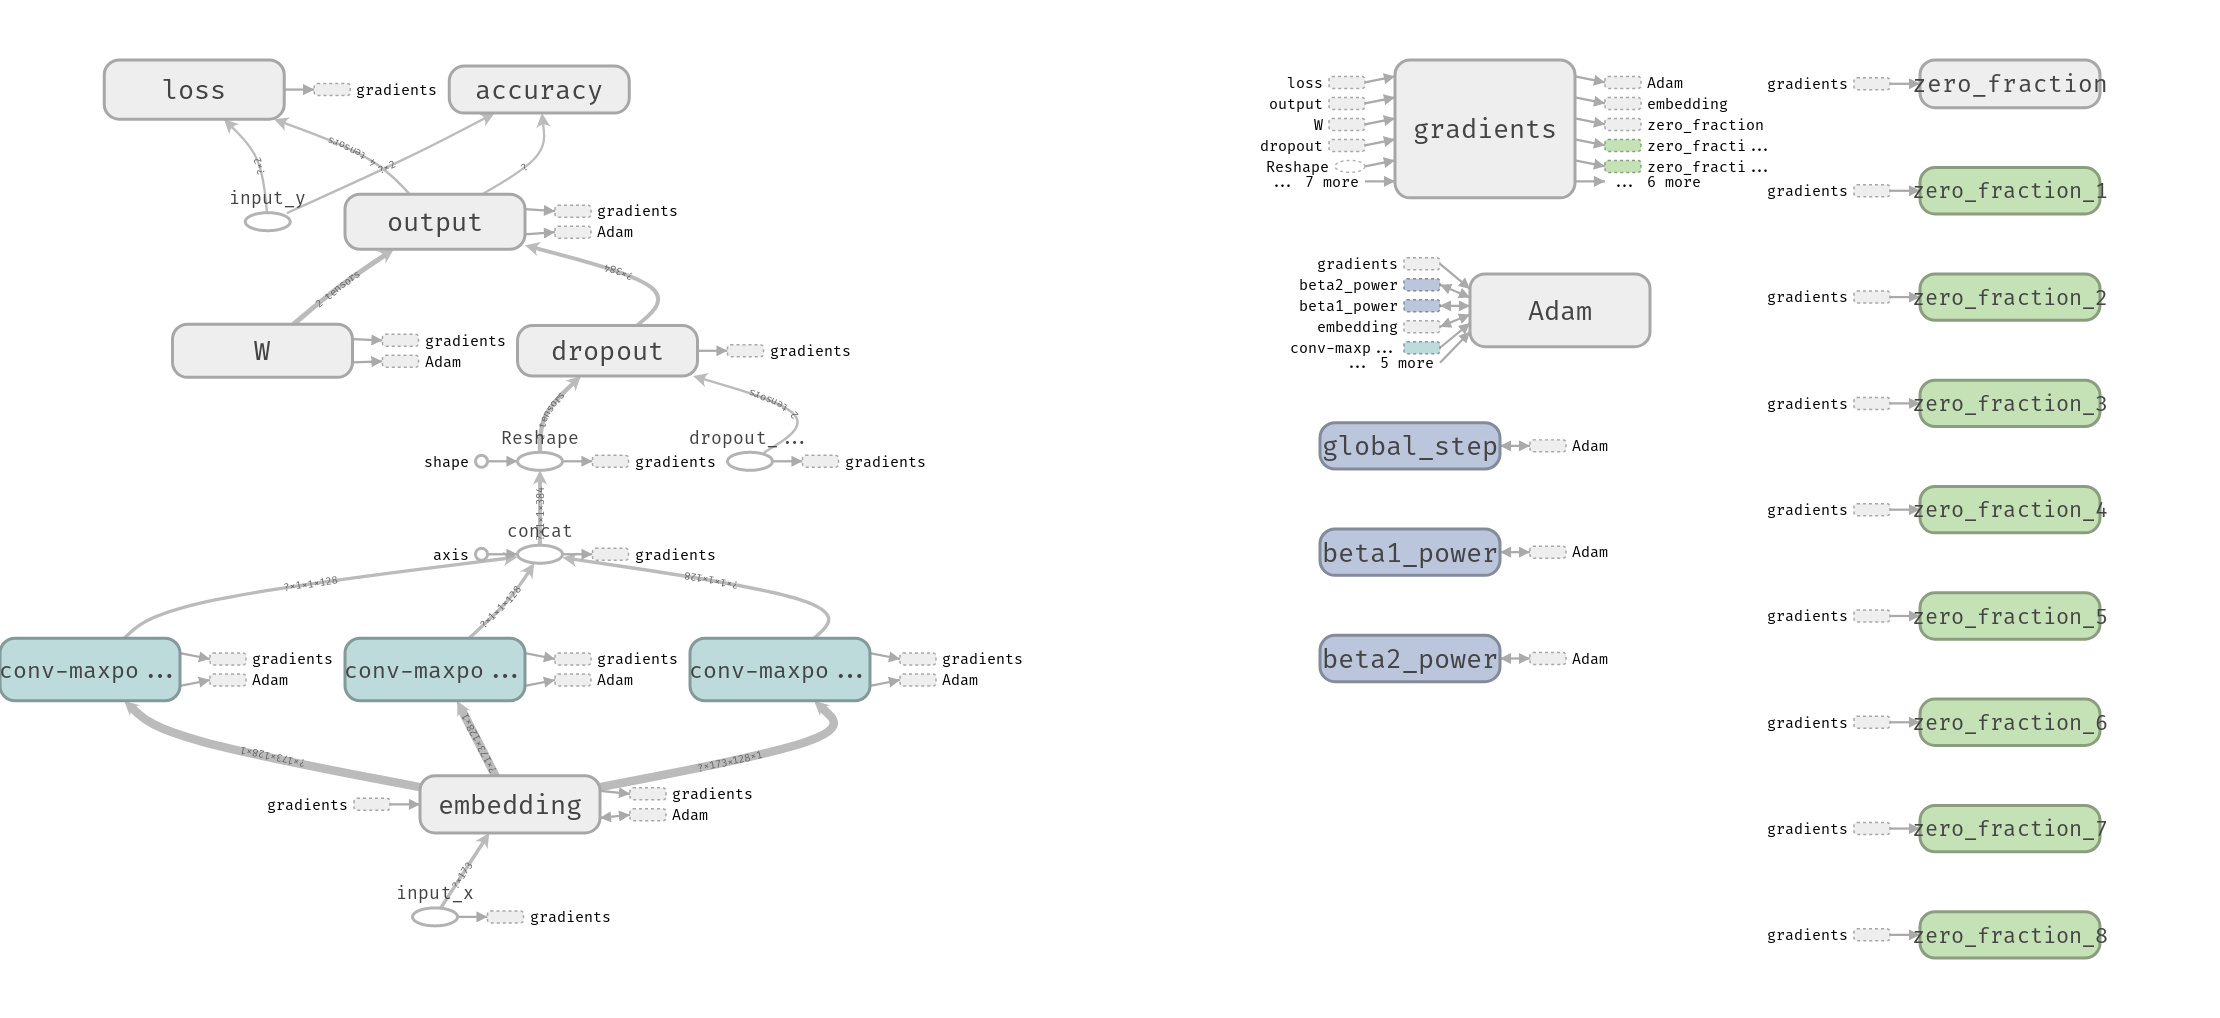 loss
gradients
accuracy
4 tensors
?×2
?×2
?
input_y
output
gradients
Adam
?×384
2 tensors
W
gradients
Adam
dropout
gradients
tensors
2 tensors
Reshape
dropout_...
shape
gradients
gradients
?×1×1×384
concat
axis
gradients
?×1×1×128
?×1×1×128
?×1×1×128
conv-maxpo...
gradients
Adam
conv-maxpo...
gradients
Adam
conv-maxpo...
gradients
Adam
?×173×128×1
?×173×128×1
?×173×128×1
gradients
embedding
gradients
Adam
?×173
input_x
gradients
loss
output
W
dropout
Reshape
... 7 more
gradients
Adam
embedding
zero_fraction
zero_fracti...
zero_fracti...
... 6 more
gradients
beta2_power
beta1_power
embedding
conv-maxp...
... 5 more
Adam
global_step
Adam
beta1_power
Adam
beta2_power
Adam
gradients
zero_fraction
gradients
zero_fraction_1
gradients
zero_fraction_2
gradients
zero_fraction_3
gradients
zero_fraction_4
gradients
zero_fraction_5
gradients
zero_fraction_6
gradients
zero_fraction_7
gradients
zero_fraction_8